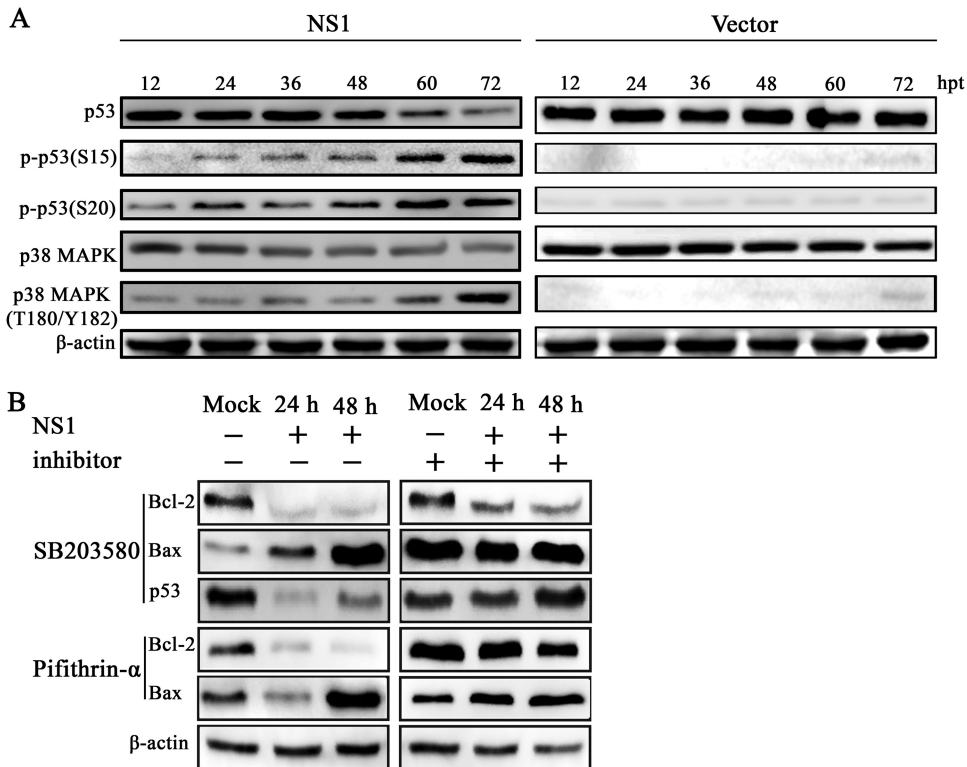 A
NS1 Vector
12 24 36 48 60 72 12 24 36 48 60 72 hpt
p53
p-p53(S15)
p-p53(S20)
p38 MAPK
p38 MAPK
(T180/Y182)
β-actin
B
Mock 24 h 48 h Mock 24 h 48 h
NS1 − + + − + +
inhibitor − − − + + +
Bcl-2
SB203580 Bax
p53
Bcl-2
Pifithrin-α
Bax
β-actin